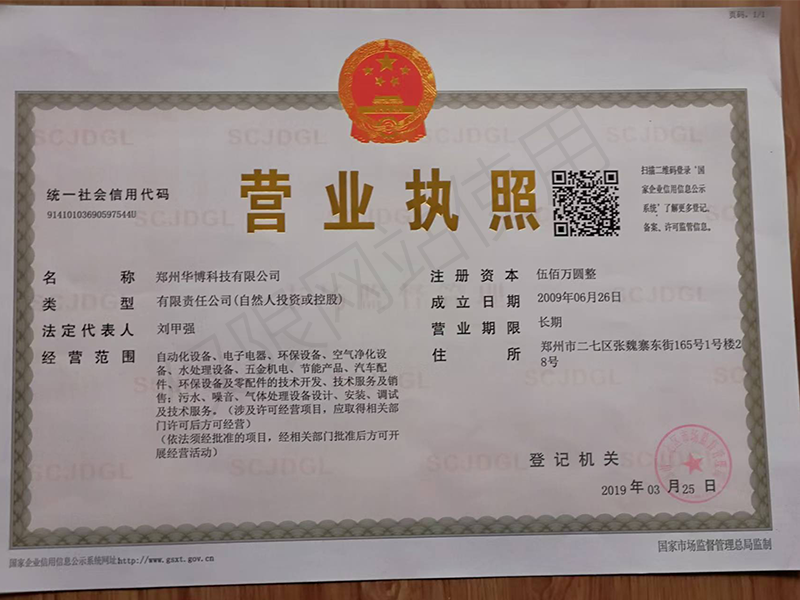 页码：1/1
营业执照
统一社会信用代码
91410103690597544U
扫描二维码登录“国
家企业信用信息公示
系统”了解更多登记、
备案、许可监管信息。
名称 郑州华博科技有限公司
类型 有限责任公司(自然人投资或控股)
法定代表人 刘甲强
经营范围 自动化设备、电子电器、环保设备、空气净化设
备、水处理设备、五金机电、节能产品、汽车配
件、环保设备及零配件的技术开发、技术服务及销
售；污水、噪音、气体处理设备设计、安装、调试
及技术服务。（涉及许可经营项目，应取得相关部
门许可后方可经营）
（依法须经批准的项目，经相关部门批准后方可开
展经营活动）
注册资本 伍佰万圆整
成立日期 2009年06月26日
营业期限 长期
住所 郑州市二七区张魏寨东街165号1号楼2
8号
登记机关
2019年03月25日
国家企业信用信息公示系统网址http://www.gsxt.gov.cn
国家市场监督管理总局监制
仅限网站使用
SCJDGL